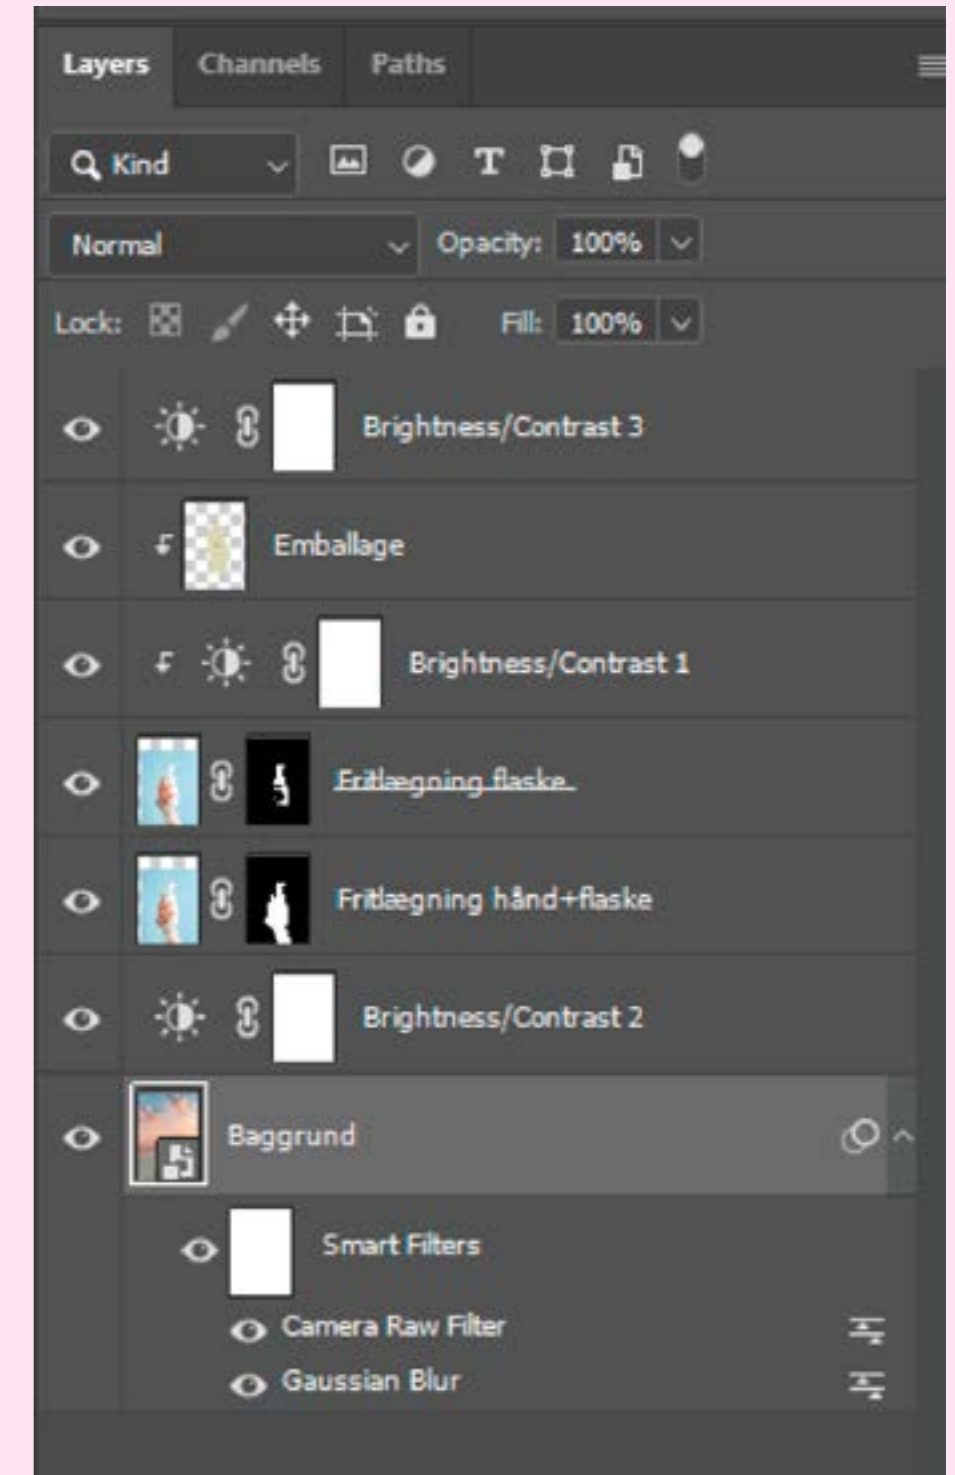 Layers Channels Paths
Kind T
Normal Opacity: 100%
Lock: Fill: 100%
Brightness/Contrast 3
Emballage
Brightness/Contrast 1
Fritlægning flaske
Fritlægning hånd+flaske
Brightness/Contrast 2
Baggrund
Smart Filters
Camera Raw Filter
Gaussian Blur